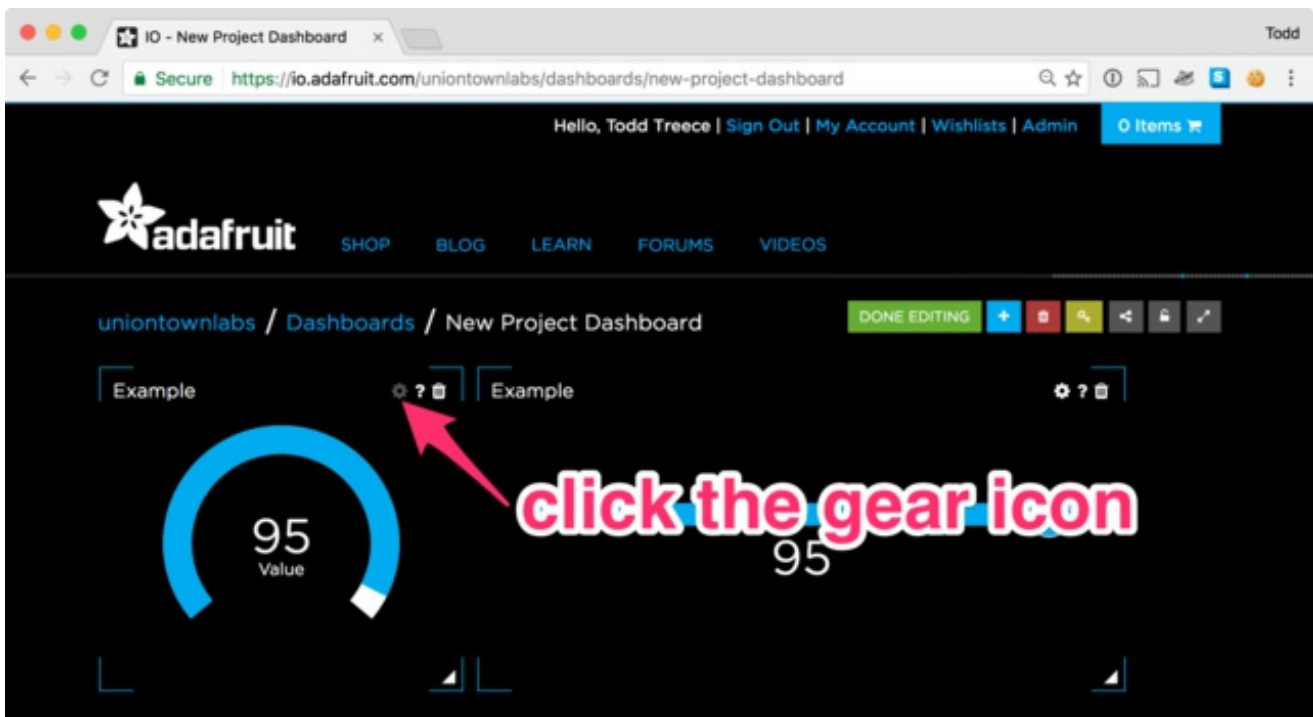 IO - New Project Dashboard
Todd
Secure https://io.adafruit.com/uniontownlabs/dashboards/new-project-dashboard
Hello, Todd Treece | Sign Out | My Account | Wishlists | Admin 0 Items
adafruit SHOP BLOG LEARN FORUMS VIDEOS
uniontownlabs / Dashboards / New Project Dashboard DONE EDITING
Example ? Example ?
click the gear icon
95
Value
95